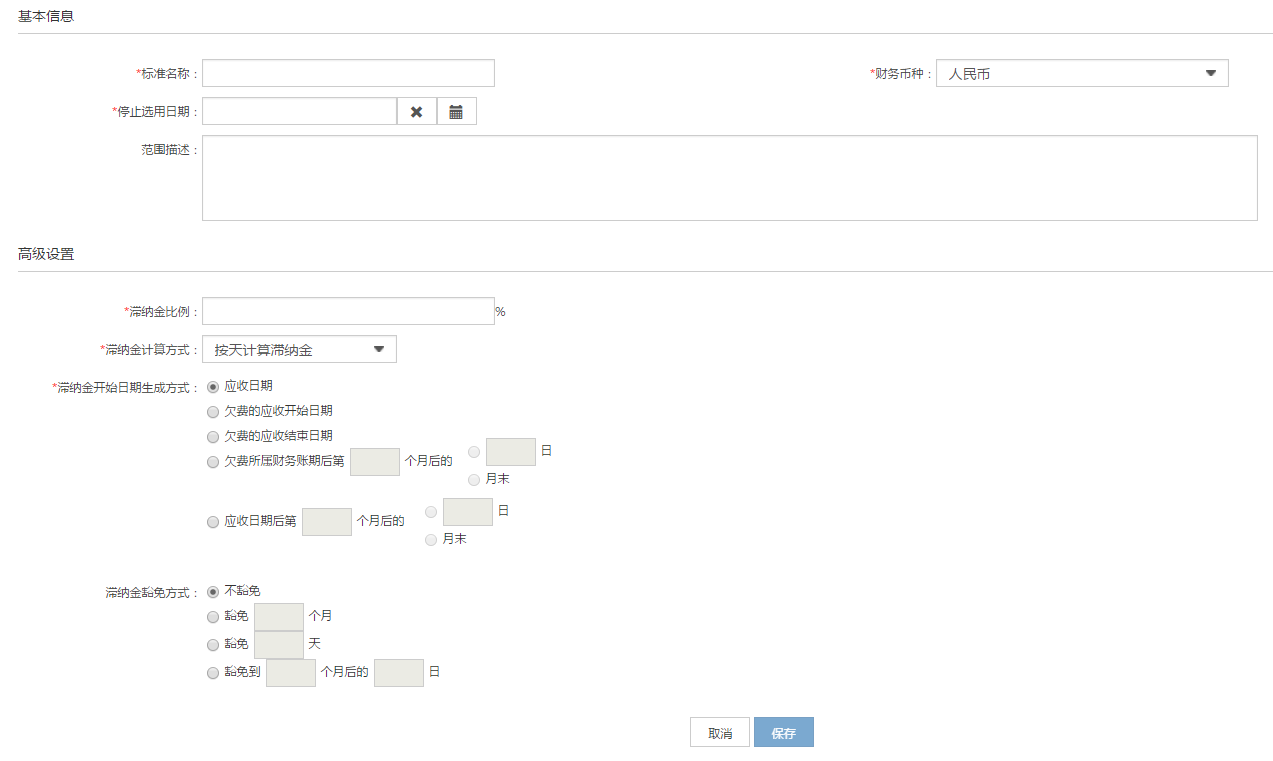 基本信息
*标准名称： *财务币种： 人民币
*停止选用日期：
范围描述：
高级设置
*滞纳金比例： %
*滞纳金计算方式： 按天计算滞纳金
*滞纳金开始日期生成方式： 应收日期
欠费的应收开始日期
欠费的应收结束日期
欠费所属财务账期后第 个月后的 日
月末
应收日期后第 个月后的 日
月末
滞纳金豁免方式： 不豁免
豁免 个月
豁免 天
豁免到 个月后的 日
取消 保存